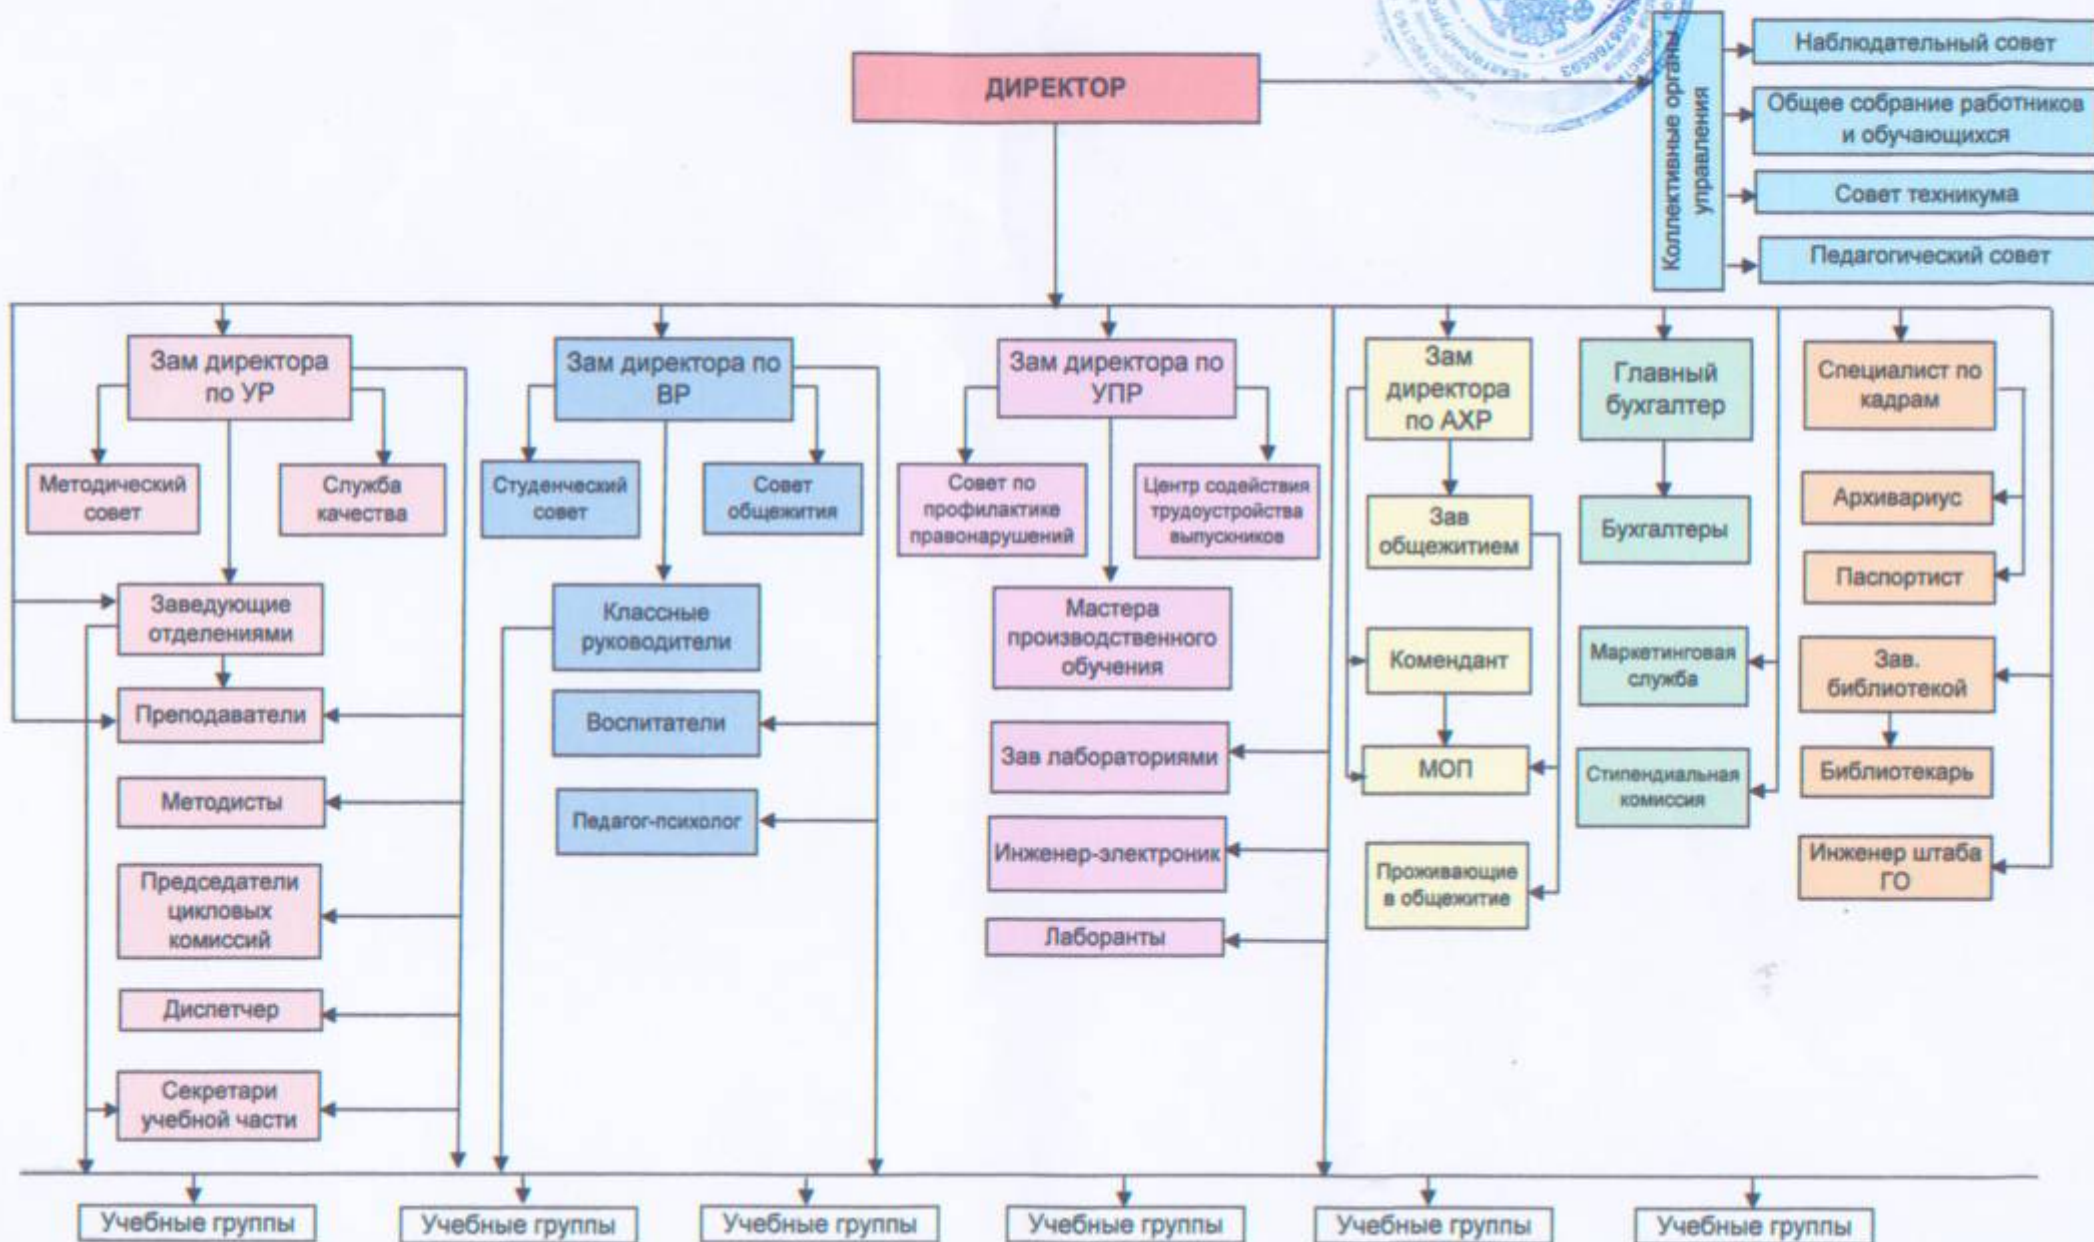 ДИРЕКТОР
Коллективные органы
управления
Наблюдательный совет
Общее собрание работников
и обучающихся
Совет техникума
Педагогический совет
Зам директора
по УР
Методический
совет
Служба
качества
Заведующие
отделениями
Преподаватели
Методисты
Председатели
цикловых
комиссий
Диспетчер
Секретари
учебной части
Зам директора по
ВР
Студенческий
совет
Совет
общежития
Классные
руководители
Воспитатели
Педагог-психолог
Зам директора по
УПР
Совет по
профилактике
правонарушений
Центр содействия
трудоустройства
выпускников
Мастера
производственного
обучения
Зав лабораториями
Инженер-электроник
Лаборанты
Зам
директора
по АХР
Зав
общежитием
Комендант
МОП
Проживающие
в общежитие
Главный
бухгалтер
Бухгалтеры
Маркетинговая
служба
Стипендиальная
комиссия
Специалист по
кадрам
Архивариус
Паспортист
Зав.
библиотекой
Библиотекарь
Инженер штаба
ГО
Учебные группы
Учебные группы
Учебные группы
Учебные группы
Учебные группы
Учебные группы